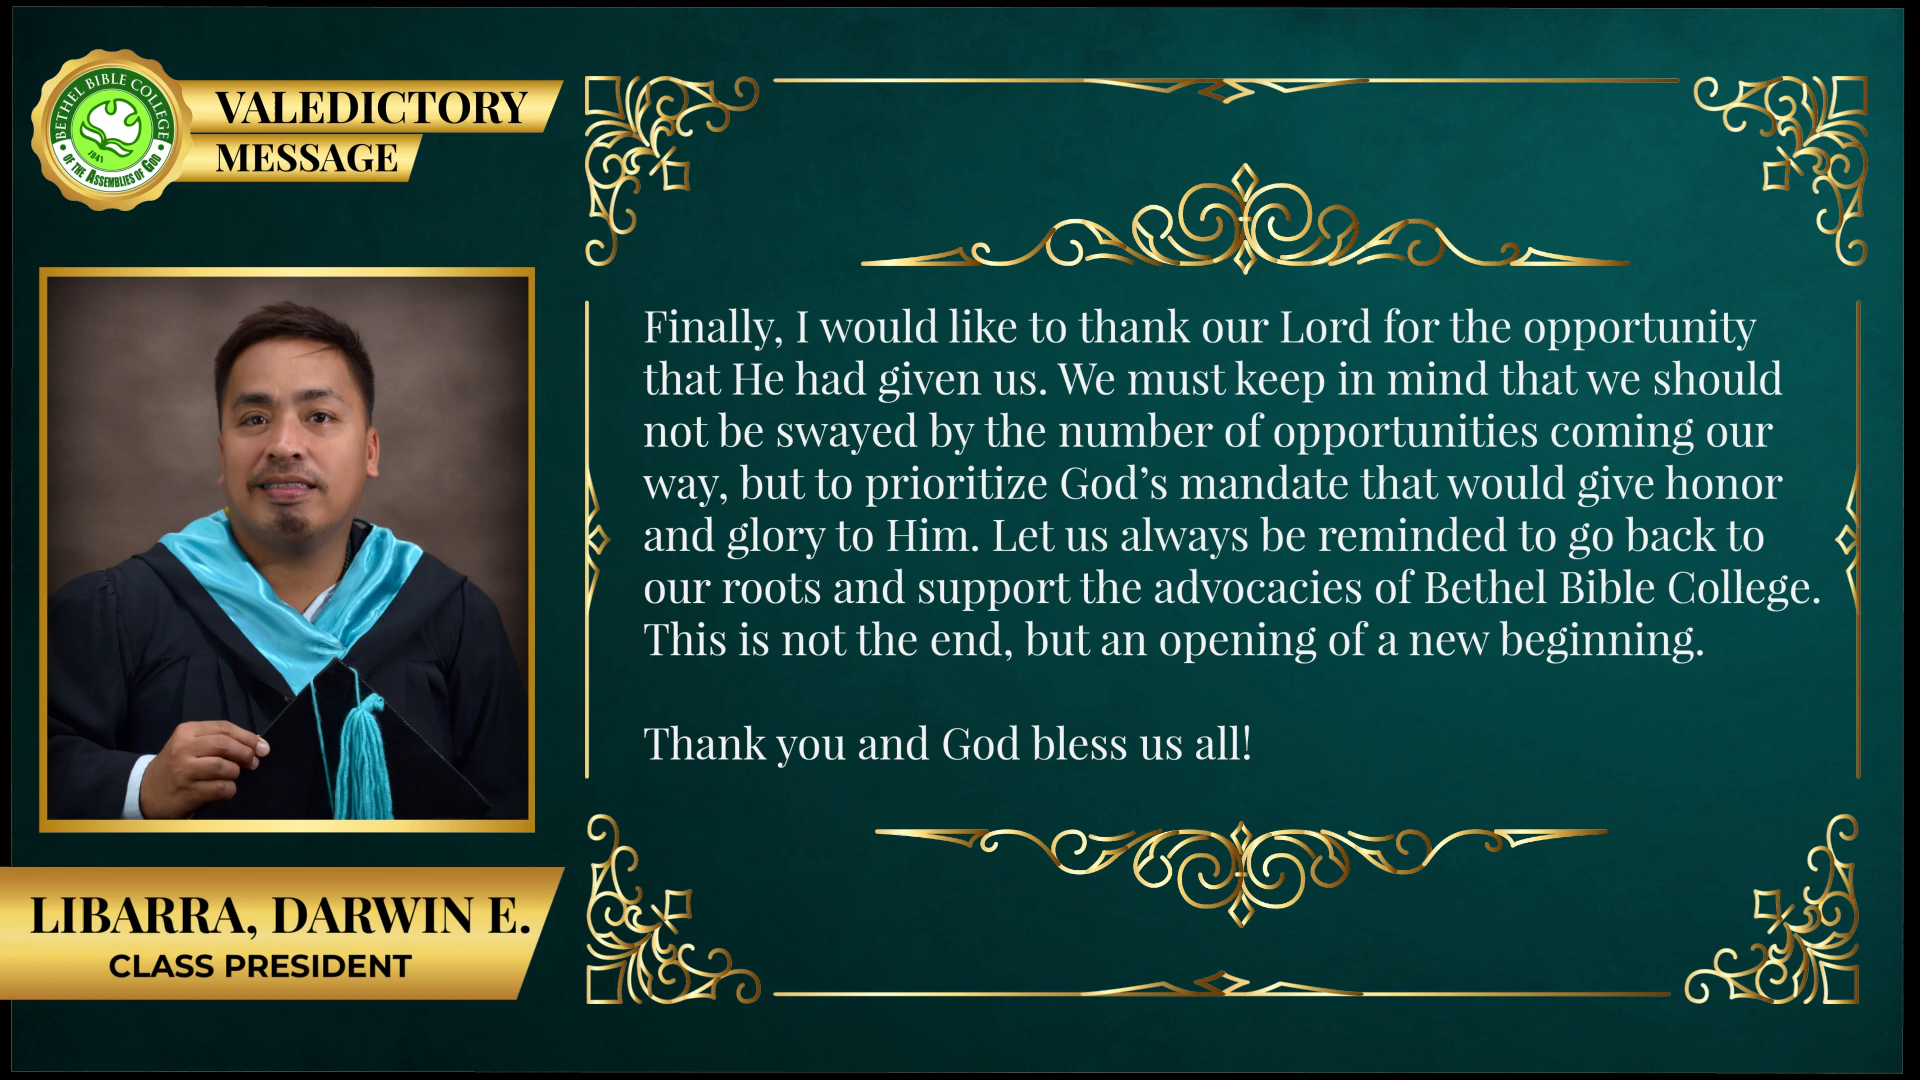 BETHEL BIBLE COLLEGE
1941
OF THE ASSEMBLIES OF GOD
VALEDICTORY
MESSAGE
Finally, I would like to thank our Lord for the opportunity
that He had given us. We must keep in mind that we should
not be swayed by the number of opportunities coming our
way, but to prioritize God’s mandate that would give honor
and glory to Him. Let us always be reminded to go back to
our roots and support the advocacies of Bethel Bible College.
This is not the end, but an opening of a new beginning.
Thank you and God bless us all!
LIBARRA, DARWIN E.
CLASS PRESIDENT